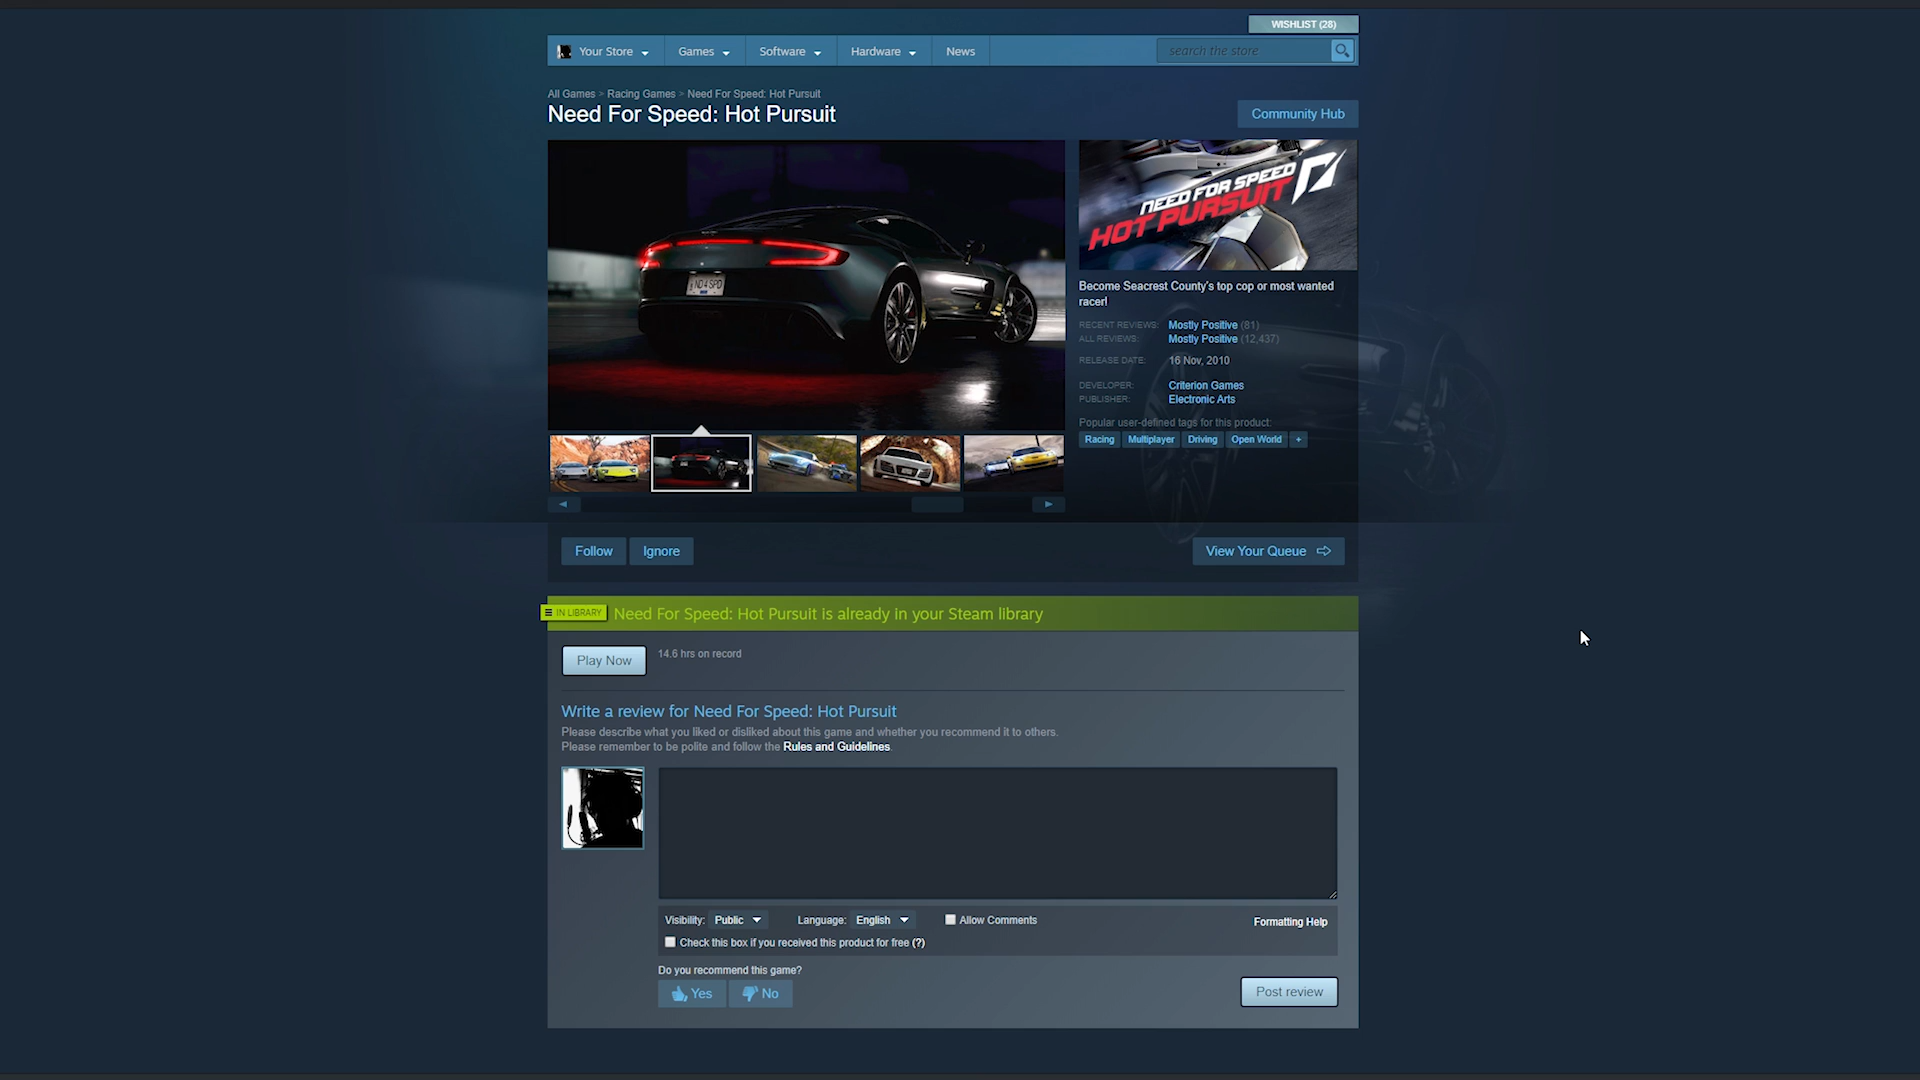 WISHLIST (28)
Your Store
Games
Software
Hardware
News
search the store
All Games > Racing Games > Need For Speed: Hot Pursuit
Need For Speed: Hot Pursuit
Community Hub
ND 4 SPD
NEED FOR SPEED
HOT PURSUIT
Become Seacrest County's top cop or most wanted
racer!
RECENT REVIEWS: Mostly Positive (81)
ALL REVIEWS: Mostly Positive (12,437)
RELEASE DATE: 16 Nov, 2010
DEVELOPER: Criterion Games
PUBLISHER: Electronic Arts
Popular user-defined tags for this product:
Racing Multiplayer Driving Open World +
Follow
Ignore
View Your Queue
IN LIBRARY
Need For Speed: Hot Pursuit is already in your Steam library
Play Now
14.6 hrs on record
Write a review for Need For Speed: Hot Pursuit
Please describe what you liked or disliked about this game and whether you recommend it to others.
Please remember to be polite and follow the Rules and Guidelines.
Visibility: Public
Language: English
Allow Comments
Formatting Help
Check this box if you received this product for free (?)
Do you recommend this game?
Yes
No
Post review